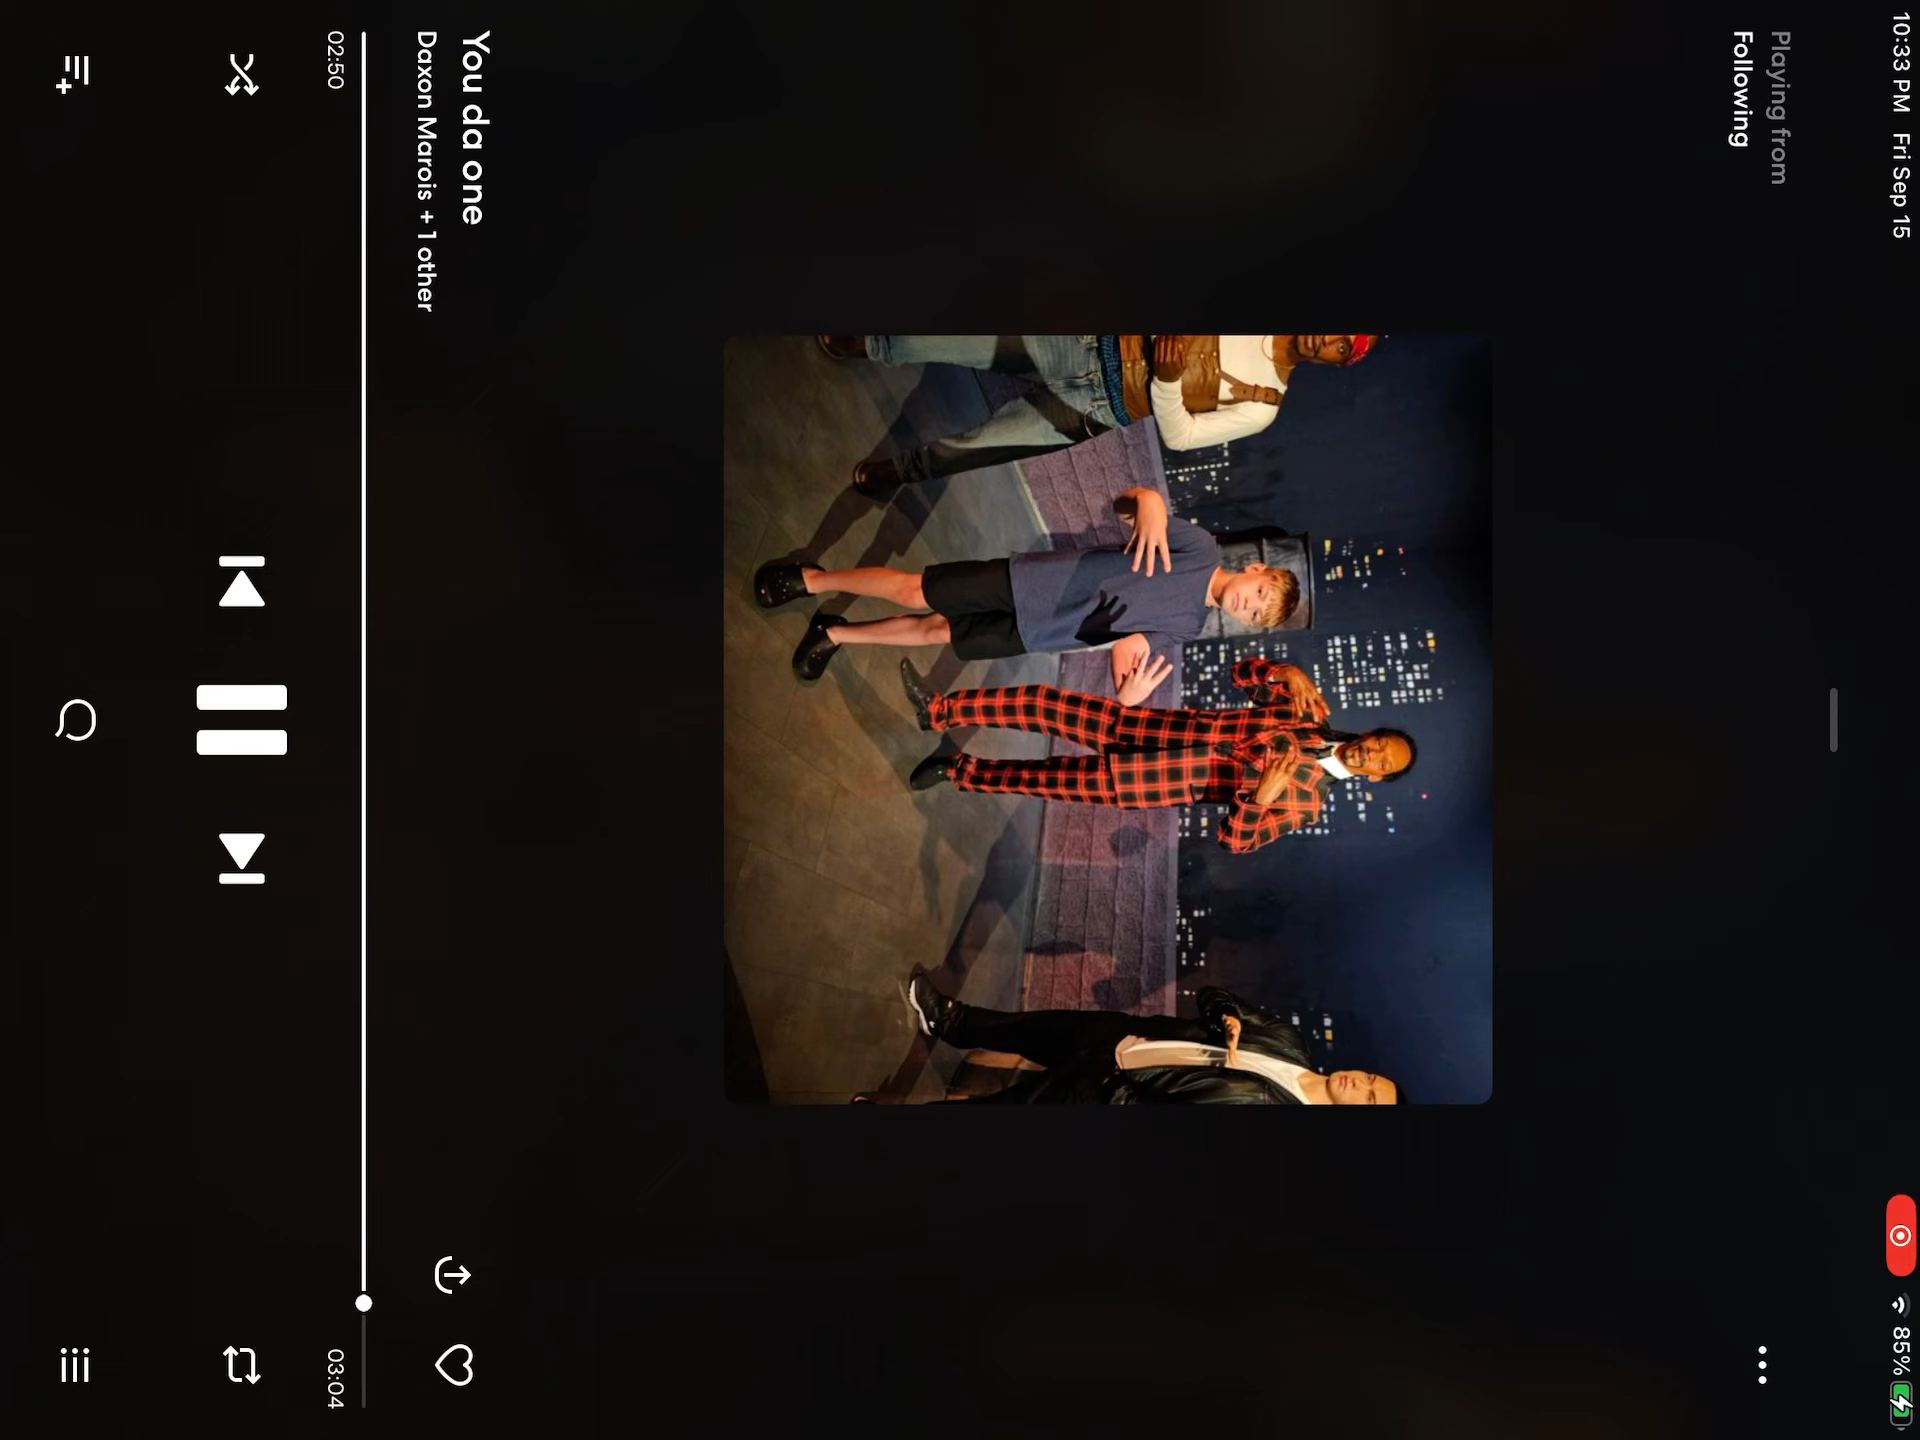 10:33 PM Fri Sep 15
85%
Playing from
Following
You da one
Daxon Marois + 1 other
02:50
03:04